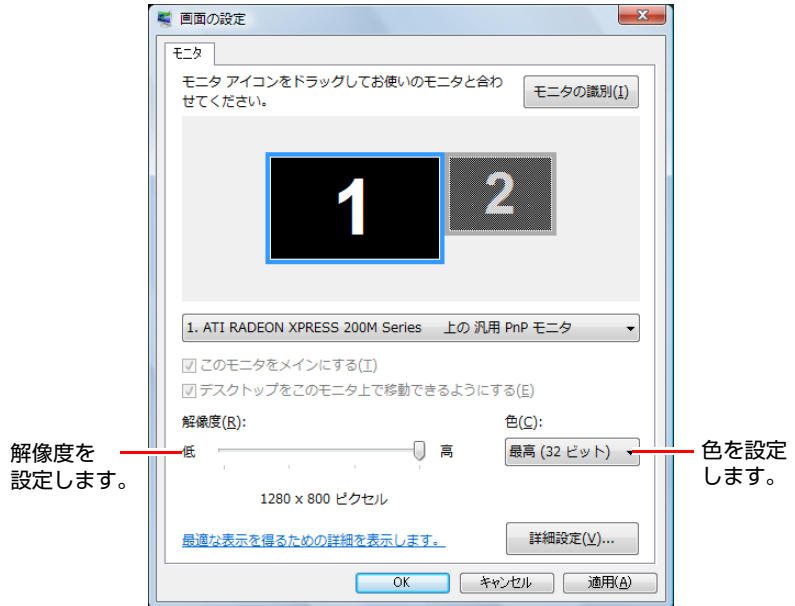 画面の設定
モニタ
モニタ アイコンをドラッグしてお使いのモニタと合わ
せてください。
モニタの識別(I)
1
2
1. ATI RADEON XPRESS 200M Series 上の 汎用 PnP モニタ
このモニタをメインにする(T)
デスクトップをこのモニタ上で移動できるようにする(E)
解像度(R):
低
高
1280 x 800 ピクセル
色(C):
最高 (32 ビット)
解像度を
設定します。
色を設定
します。
最適な表示を得るための詳細を表示します。
詳細設定(V)...
OK
キャンセル
適用(A)